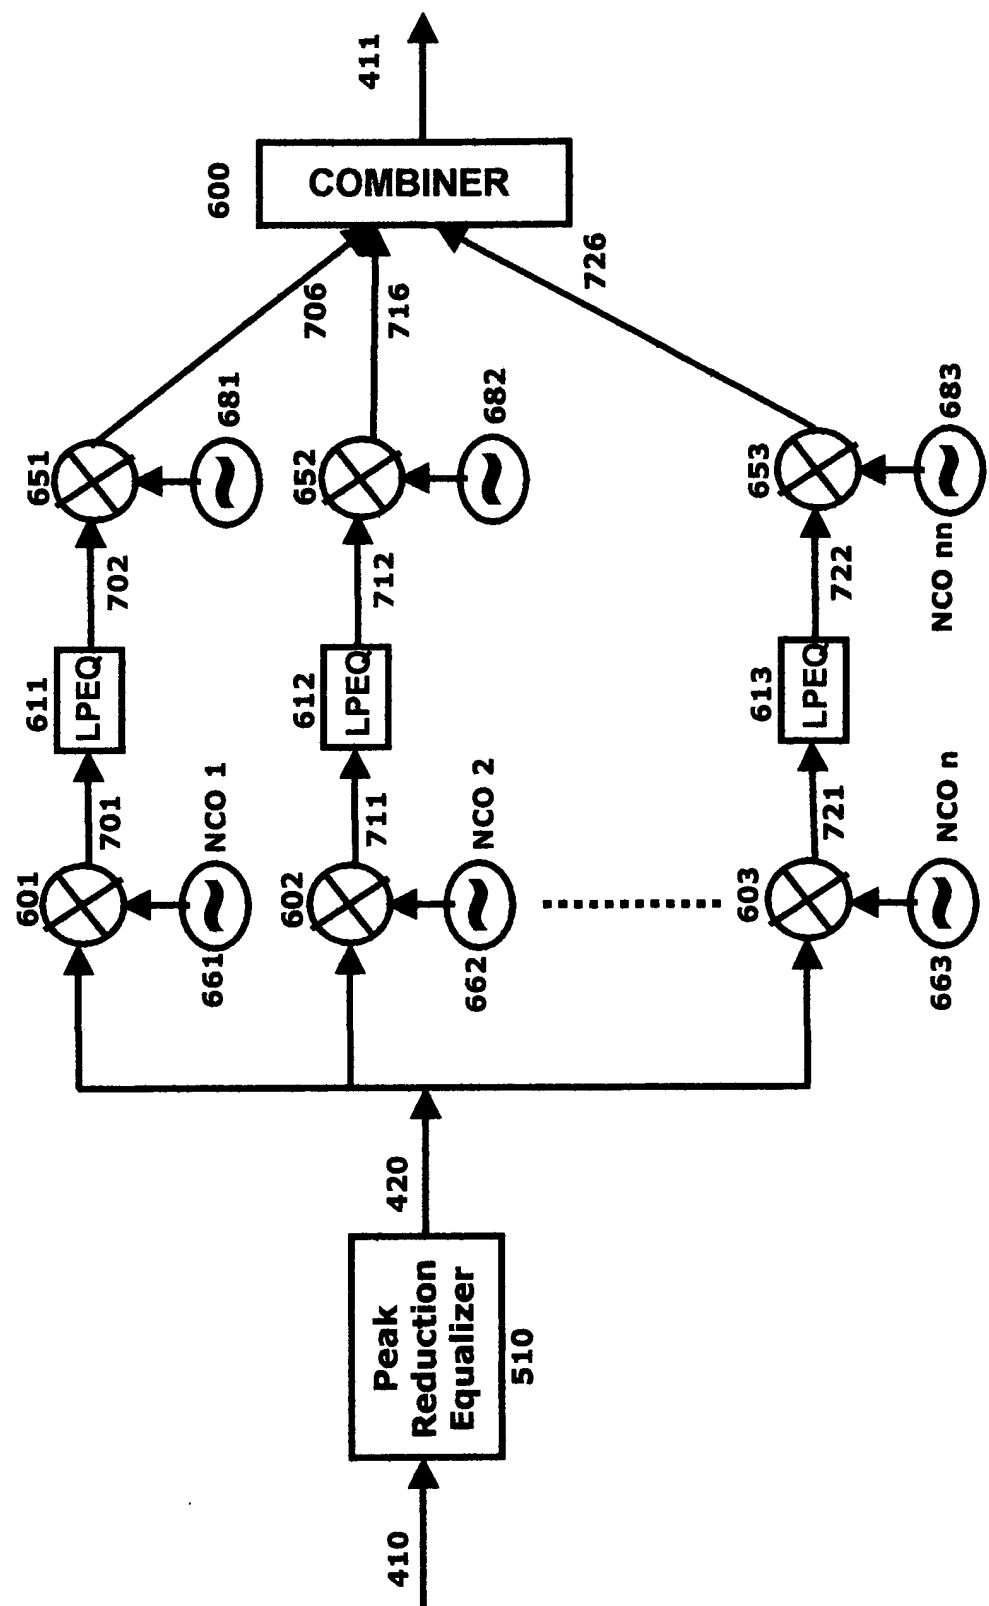 410
Peak
Reduction
Equalizer
510
420
601
661
NCO 1
701
611
LPEQ
702
651
681
706
602
662
NCO 2
711
612
LPEQ
712
652
682
716
603
663
NCO n
721
613
LPEQ
722
653
683
NCO nn
726
600
COMBINER
411